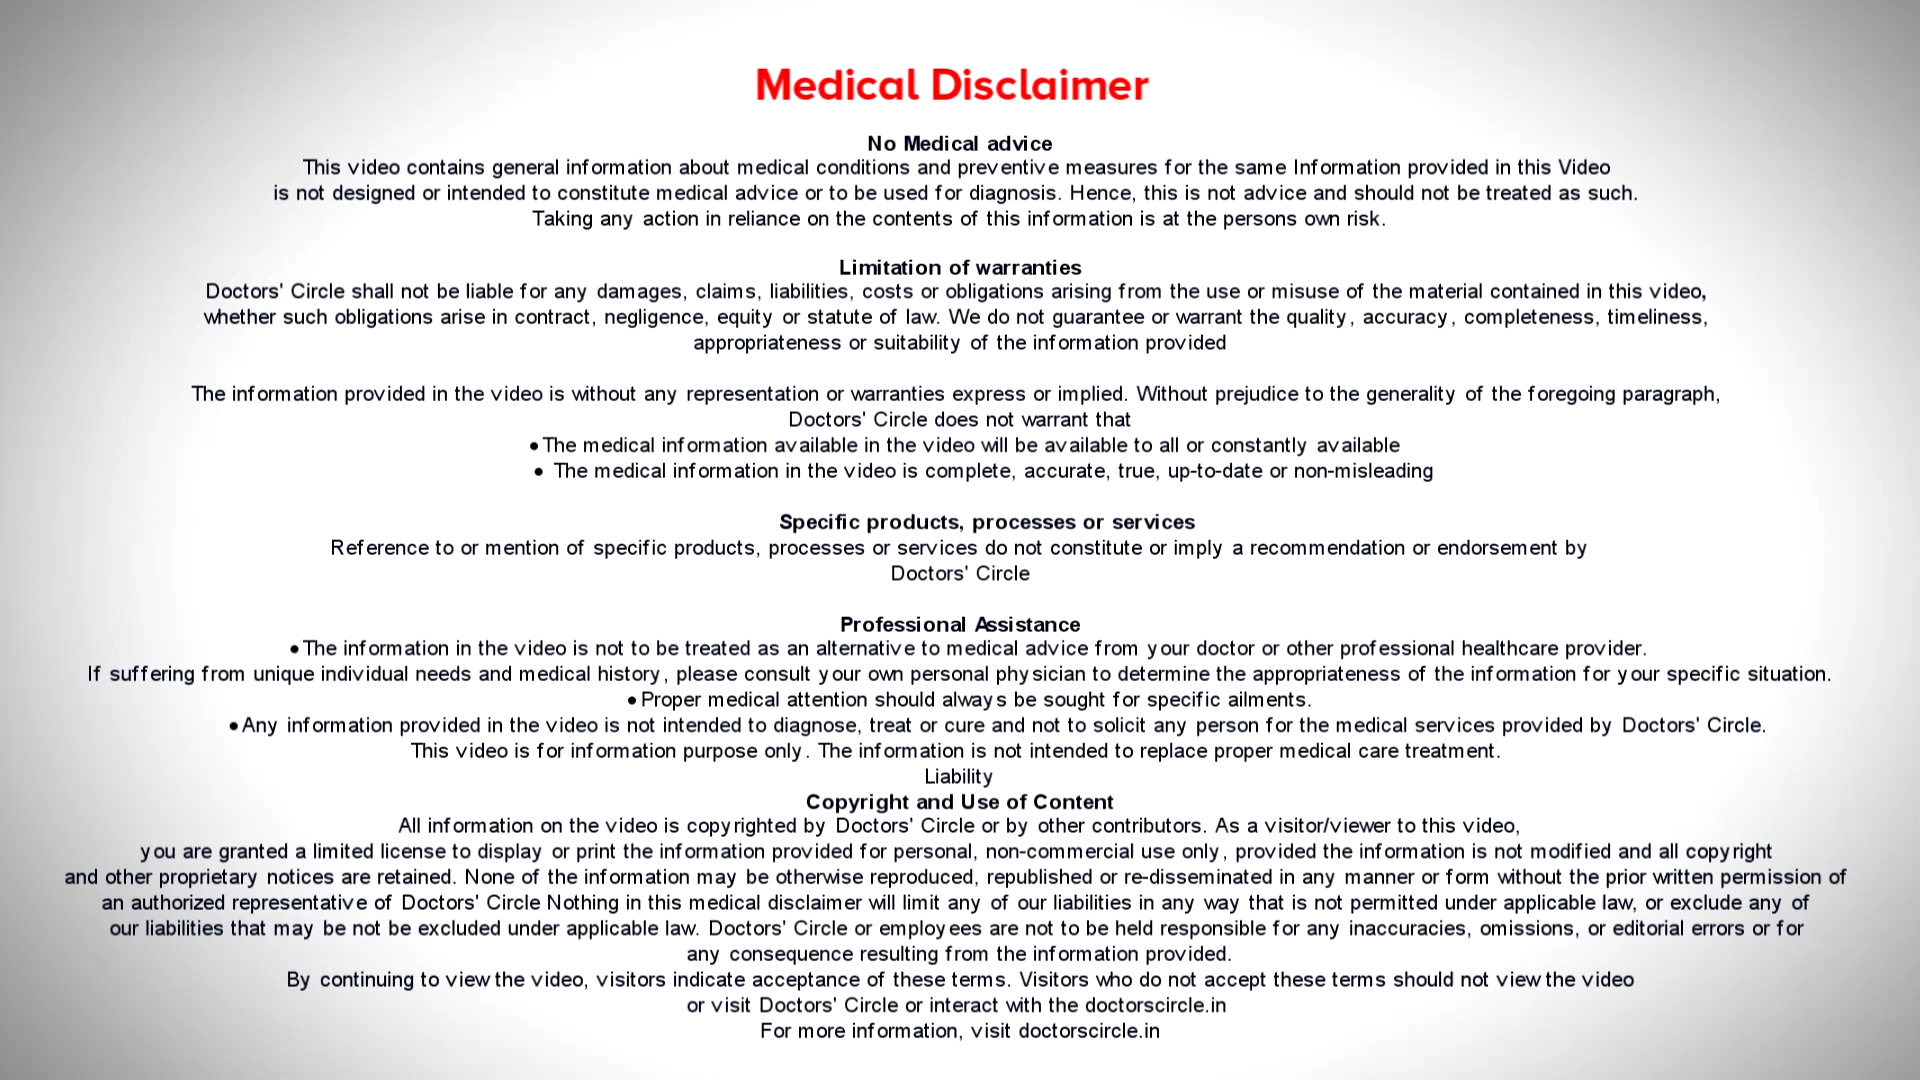 Medical Disclaimer
No Medical advice
This video contains general information about medical conditions and preventive measures for the same Information provided in this Video
is not designed or intended to constitute medical advice or to be used for diagnosis. Hence, this is not advice and should not be treated as such.
Taking any action in reliance on the contents of this information is at the persons own risk.
Limitation of warranties
Doctors' Circle shall not be liable for any damages, claims, liabilities, costs or obligations arising from the use or misuse of the material contained in this video,
whether such obligations arise in contract, negligence, equity or statute of law. We do not guarantee or warrant the quality, accuracy, completeness, timeliness,
appropriateness or suitability of the information provided
The information provided in the video is without any representation or warranties express or implied. Without prejudice to the generality of the foregoing paragraph,
Doctors' Circle does not warrant that
• The medical information available in the video will be available to all or constantly available
• The medical information in the video is complete, accurate, true, up-to-date or non-misleading
Specific products, processes or services
Reference to or mention of specific products, processes or services do not constitute or imply a recommendation or endorsement by
Doctors' Circle
Professional Assistance
• The information in the video is not to be treated as an alternative to medical advice from your doctor or other professional healthcare provider.
If suffering from unique individual needs and medical history, please consult your own personal physician to determine the appropriateness of the information for your specific situation.
• Proper medical attention should always be sought for specific ailments.
• Any information provided in the video is not intended to diagnose, treat or cure and not to solicit any person for the medical services provided by Doctors' Circle.
This video is for information purpose only. The information is not intended to replace proper medical care treatment.
Liability
Copyright and Use of Content
All information on the video is copyrighted by Doctors' Circle or by other contributors. As a visitor/viewer to this video,
you are granted a limited license to display or print the information provided for personal, non-commercial use only, provided the information is not modified and all copyright
and other proprietary notices are retained. None of the information may be otherwise reproduced, republished or re-disseminated in any manner or form without the prior written permission of
an authorized representative of Doctors' Circle Nothing in this medical disclaimer will limit any of our liabilities in any way that is not permitted under applicable law, or exclude any of
our liabilities that may be not be excluded under applicable law. Doctors' Circle or employees are not to be held responsible for any inaccuracies, omissions, or editorial errors or for
any consequence resulting from the information provided.
By continuing to view the video, visitors indicate acceptance of these terms. Visitors who do not accept these terms should not view the video
or visit Doctors' Circle or interact with the doctorscircle.in
For more information, visit doctorscircle.in